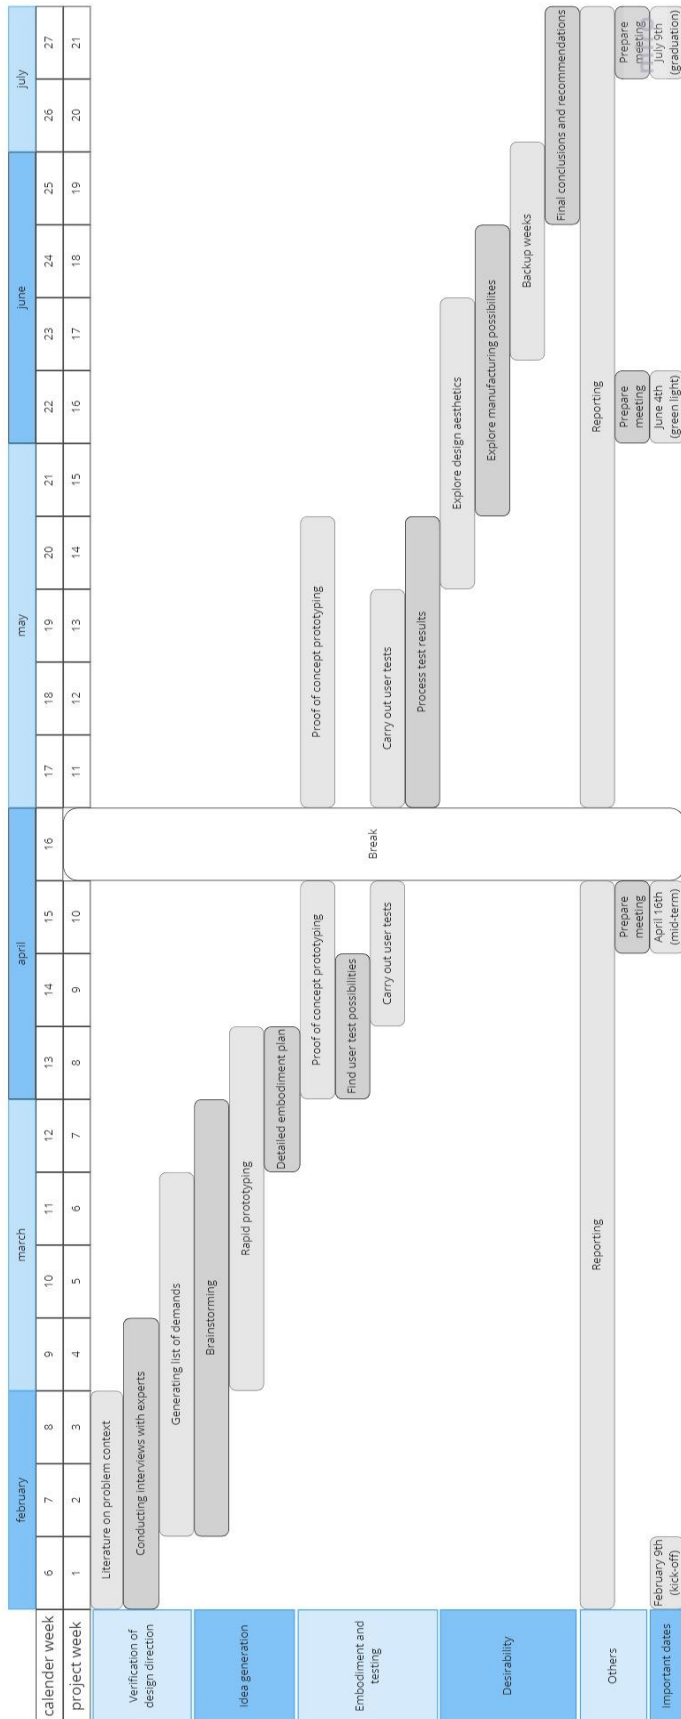 february
march
april
may
june
july
calender week
6
7
8
9
10
11
12
13
14
15
16
17
18
19
20
21
22
23
24
25
26
27
project week
1
2
3
4
5
6
7
8
9
10
11
12
13
14
15
16
17
18
19
20
21
Verification of
design direction
Literature on problem context
Conducting interviews with experts
Generating list of demands
Idea generation
Brainstorming
Rapid prototyping
Detailed embodiment plan
Embodiment and
testing
Proof of concept prototyping
Proof of concept prototyping
Find user test possibilities
Carry out user tests
Carry out user tests
Process test results
Break
Desirability
Explore design aesthetics
Explore manufacturing possibilites
Backup weeks
Final conclusions and recommendations
Others
Reporting
Reporting
Prepare
meeting
Prepare
meeting
Prepare
meeting
Important dates
February 9th
(kick-off)
April 16th
(mid-term)
June 4th
(green light)
July 9th
(graduation)